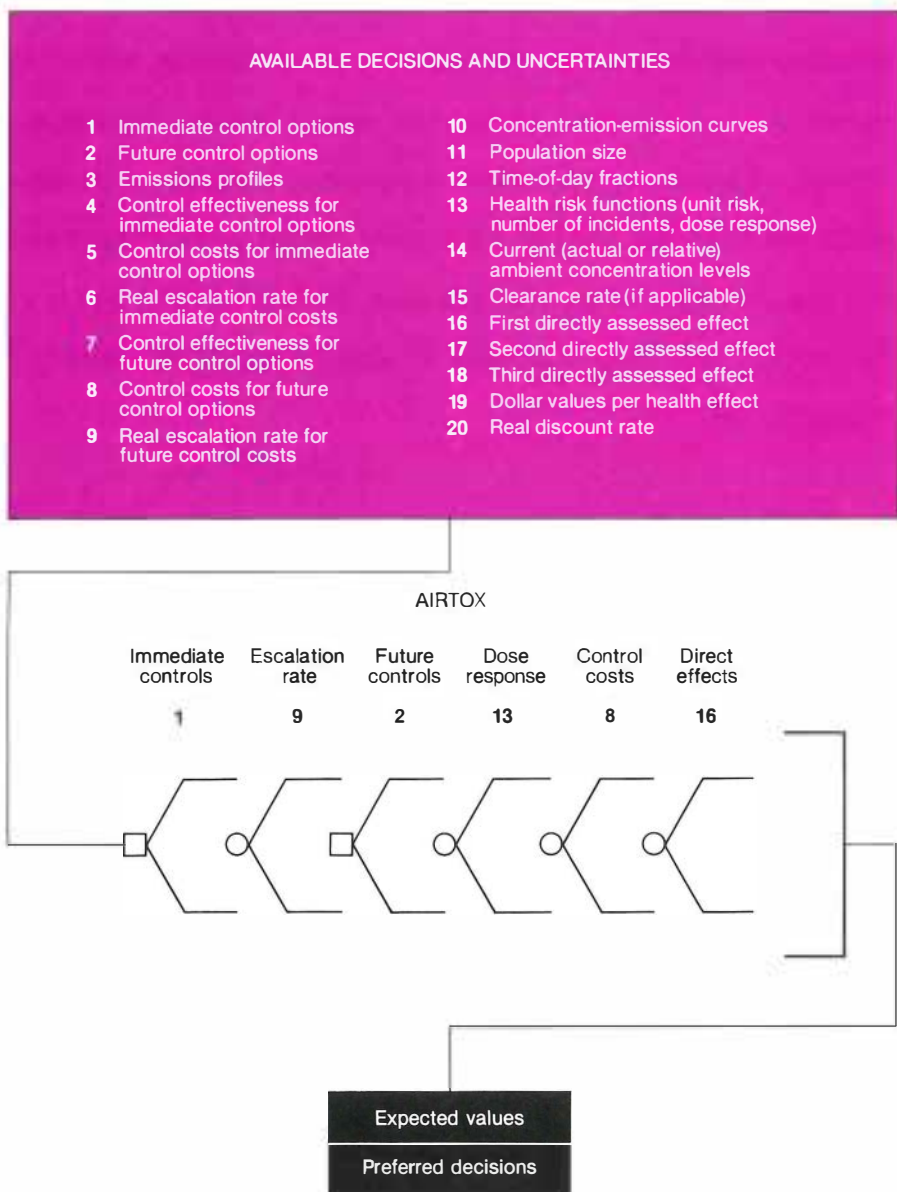 AVAILABLE DECISIONS AND UNCERTAINTIES
1 Immediate control options
2 Future control options
3 Emissions profiles
4 Control effectiveness for
immediate control options
5 Control costs for immediate
control options
6 Real escalation rate for
immediate control costs
7 Control effectiveness for
future control options
8 Control costs for future
control options
9 Real escalation rate for
future control costs
10 Concentration-emission curves
11 Population size
12 Time-of-day fractions
13 Health risk functions (unit risk,
number of incidents, dose response)
14 Current (actual or relative)
ambient concentration levels
15 Clearance rate (if applicable)
16 First directly assessed effect
17 Second directly assessed effect
18 Third directly assessed effect
19 Dollar values per health effect
20 Real discount rate
AIRTOX
Immediate controls
Escalation rate
Future controls
Dose response
Control costs
Direct effects
1 9 2 13 8 16
Expected values
Preferred decisions